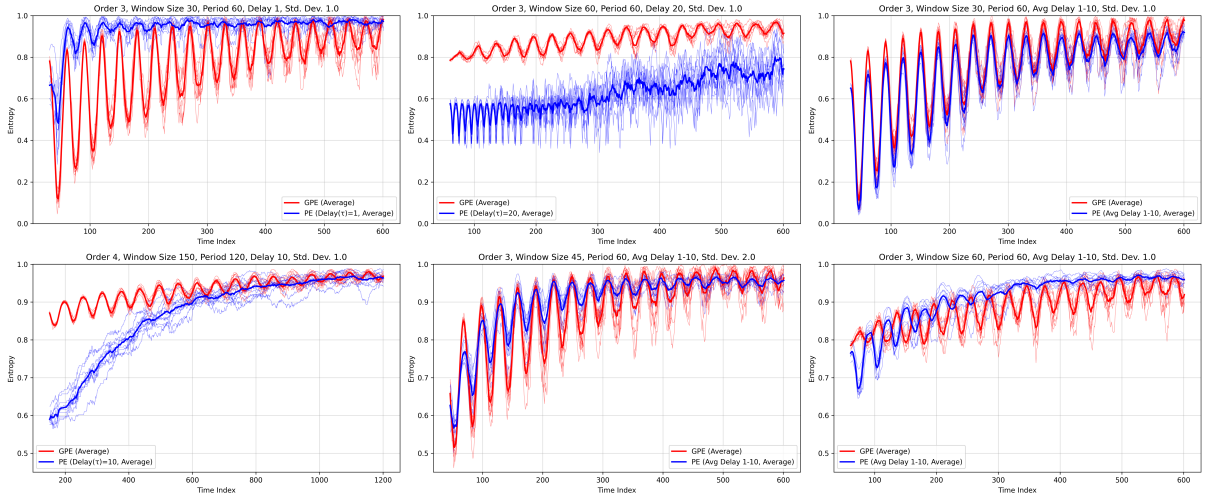 Order 3, Window Size 30, Period 60, Delay 1, Std. Dev. 1.0
1.0
0.8
0.6
0.4
0.2
0.0
Entropy
100 200 300 400 500 600
Time Index
GPE (Average)
PE (Delay(τ)=1, Average)
Order 3, Window Size 60, Period 60, Delay 20, Std. Dev. 1.0
1.0
0.8
0.6
0.4
0.2
0.0
Entropy
100 200 300 400 500 600
Time Index
GPE (Average)
PE (Delay(τ)=20, Average)
Order 3, Window Size 30, Period 60, Avg Delay 1-10, Std. Dev. 1.0
1.0
0.8
0.6
0.4
0.2
0.0
Entropy
100 200 300 400 500 600
Time Index
GPE (Average)
PE (Avg Delay 1-10, Average)
Order 4, Window Size 150, Period 120, Delay 10, Std. Dev. 1.0
1.0
0.9
0.8
0.7
0.6
0.5
Entropy
200 400 600 800 1000 1200
Time Index
GPE (Average)
PE (Delay(τ)=10, Average)
Order 3, Window Size 45, Period 60, Avg Delay 1-10, Std. Dev. 2.0
1.0
0.9
0.8
0.7
0.6
0.5
Entropy
100 200 300 400 500 600
Time Index
GPE (Average)
PE (Avg Delay 1-10, Average)
Order 3, Window Size 60, Period 60, Avg Delay 1-10, Std. Dev. 1.0
1.0
0.9
0.8
0.7
0.6
0.5
Entropy
100 200 300 400 500 600
Time Index
GPE (Average)
PE (Avg Delay 1-10, Average)